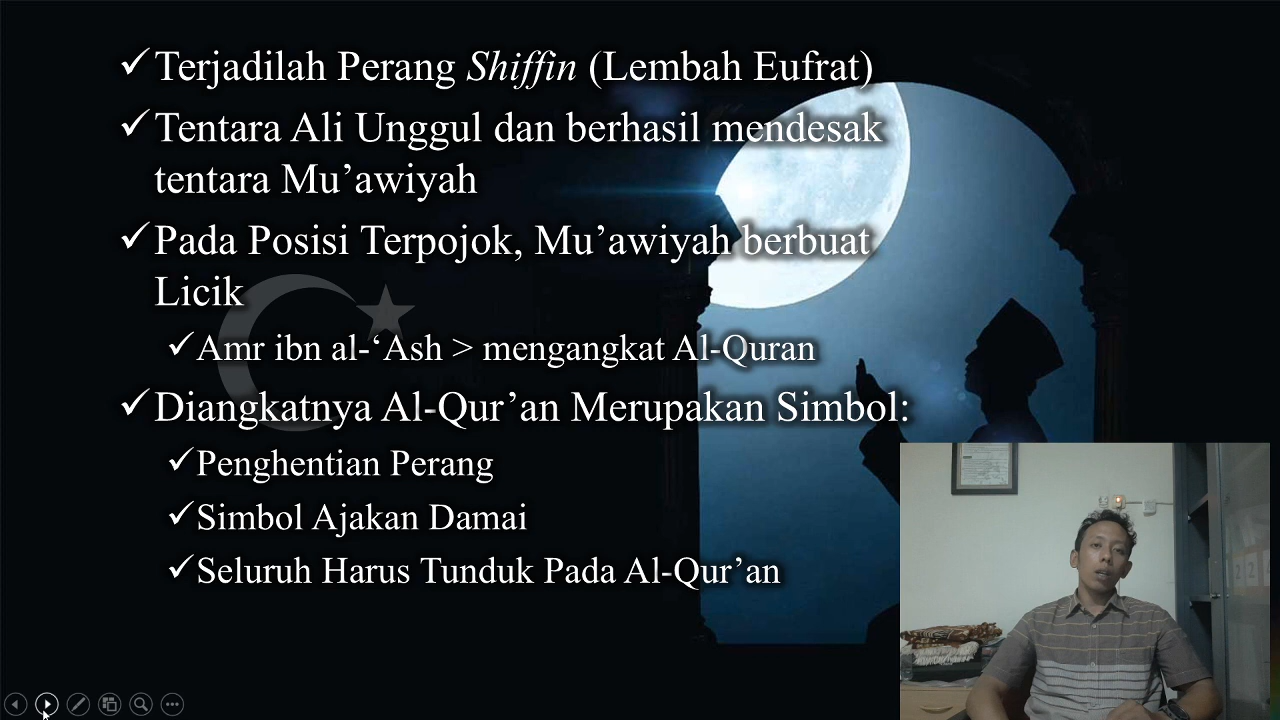 Terjadilah Perang Shiffin (Lembah Eufrat)
Tentara Ali Unggul dan berhasil mendesak
tentara Mu’awiyah
Pada Posisi Terpojok, Mu’awiyah berbuat
Licik
Amr ibn al-‘Ash > mengangkat Al-Quran
Diangkatnya Al-Qur’an Merupakan Simbol:
Penghentian Perang
Simbol Ajakan Damai
Seluruh Harus Tunduk Pada Al-Qur’an